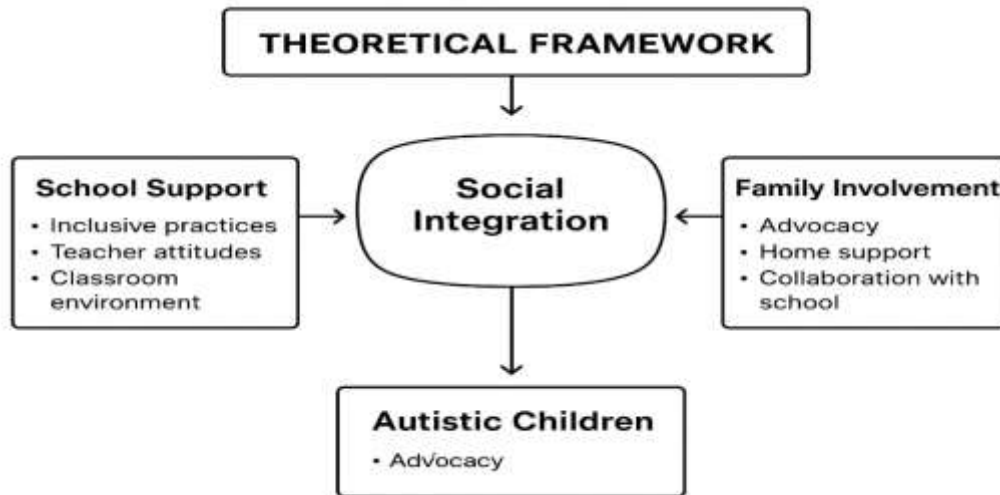 THEORETICAL FRAMEWORK
School Support
• Inclusive practices
• Teacher attitudes
• Classroom
environment
Social
Integration
Family Involvement
• Advocacy
• Home support
• Collaboration with
school
Autistic Children
• Advocacy